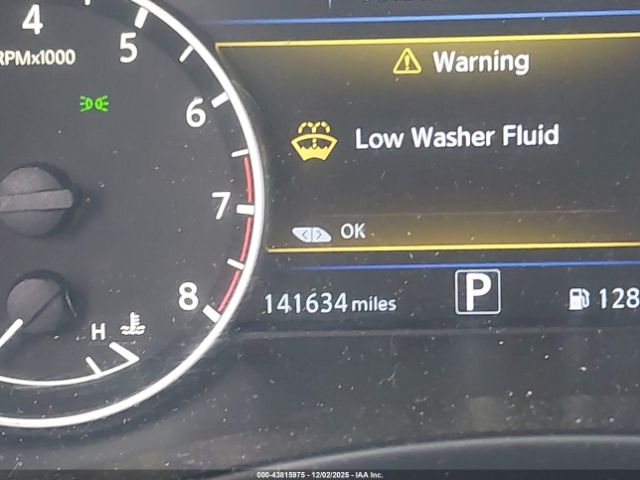 4
5
RPMx1000
6
7
8
H
Warning
Low Washer Fluid
OK
141634 miles
P
128
000-43815975 - 12/02/2025 - IAA Inc.